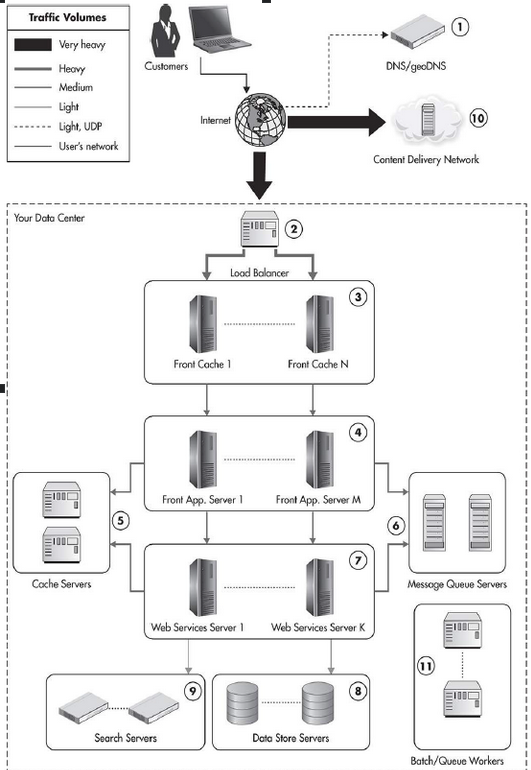 Traffic Volumes
Very heavy
Heavy
Medium
Light
Light, UDP
User's network
Customers
1
DNS/geoDNS
Internet
10
Content Delivery Network
Your Data Center
2
Load Balancer
3
Front Cache 1
Front Cache N
4
Front App. Server 1
Front App. Server M
5
Cache Servers
6
Message Queue Servers
7
Web Services Server 1
Web Services Server K
9
Search Servers
8
Data Store Servers
11
Batch/Queue Workers